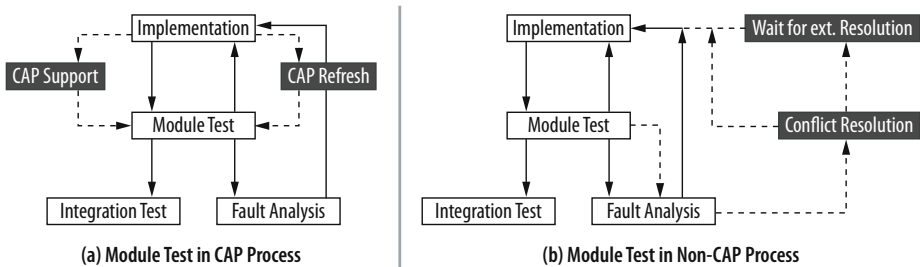 Implementation
CAP Support
CAP Refresh
Module Test
Integration Test
Fault Analysis
(a) Module Test in CAP Process
Implementation
Wait for ext. Resolution
Module Test
Conflict Resolution
Integration Test
Fault Analysis
(b) Module Test in Non-CAP Process